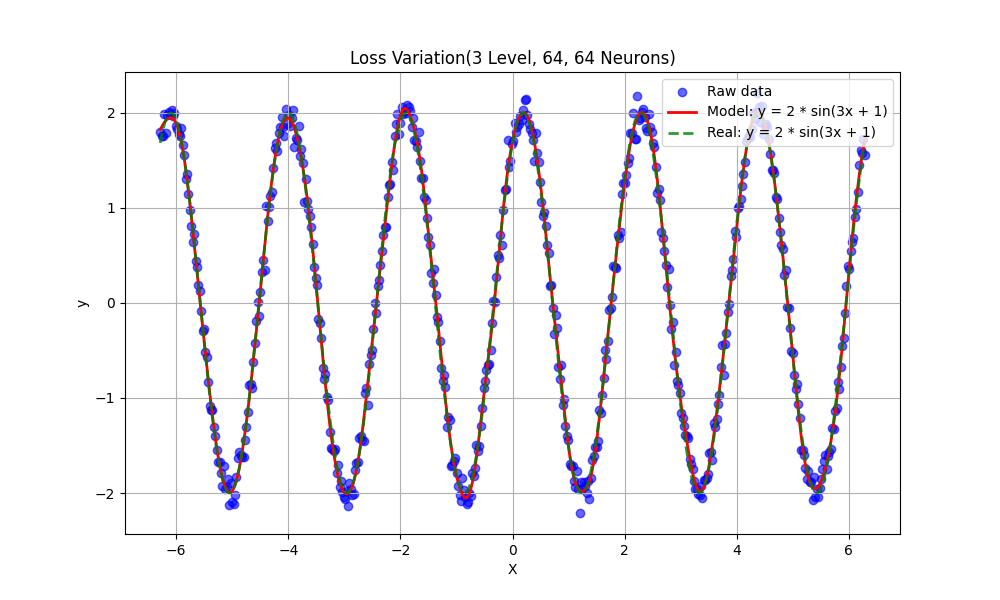 Loss Variation(3 Level, 64, 64 Neurons)
Raw data
Model: y = 2 * sin(3x + 1)
Real: y = 2 * sin(3x + 1)
2
1
0
−1
−2
y
−6
−4
−2
0
2
4
6
X